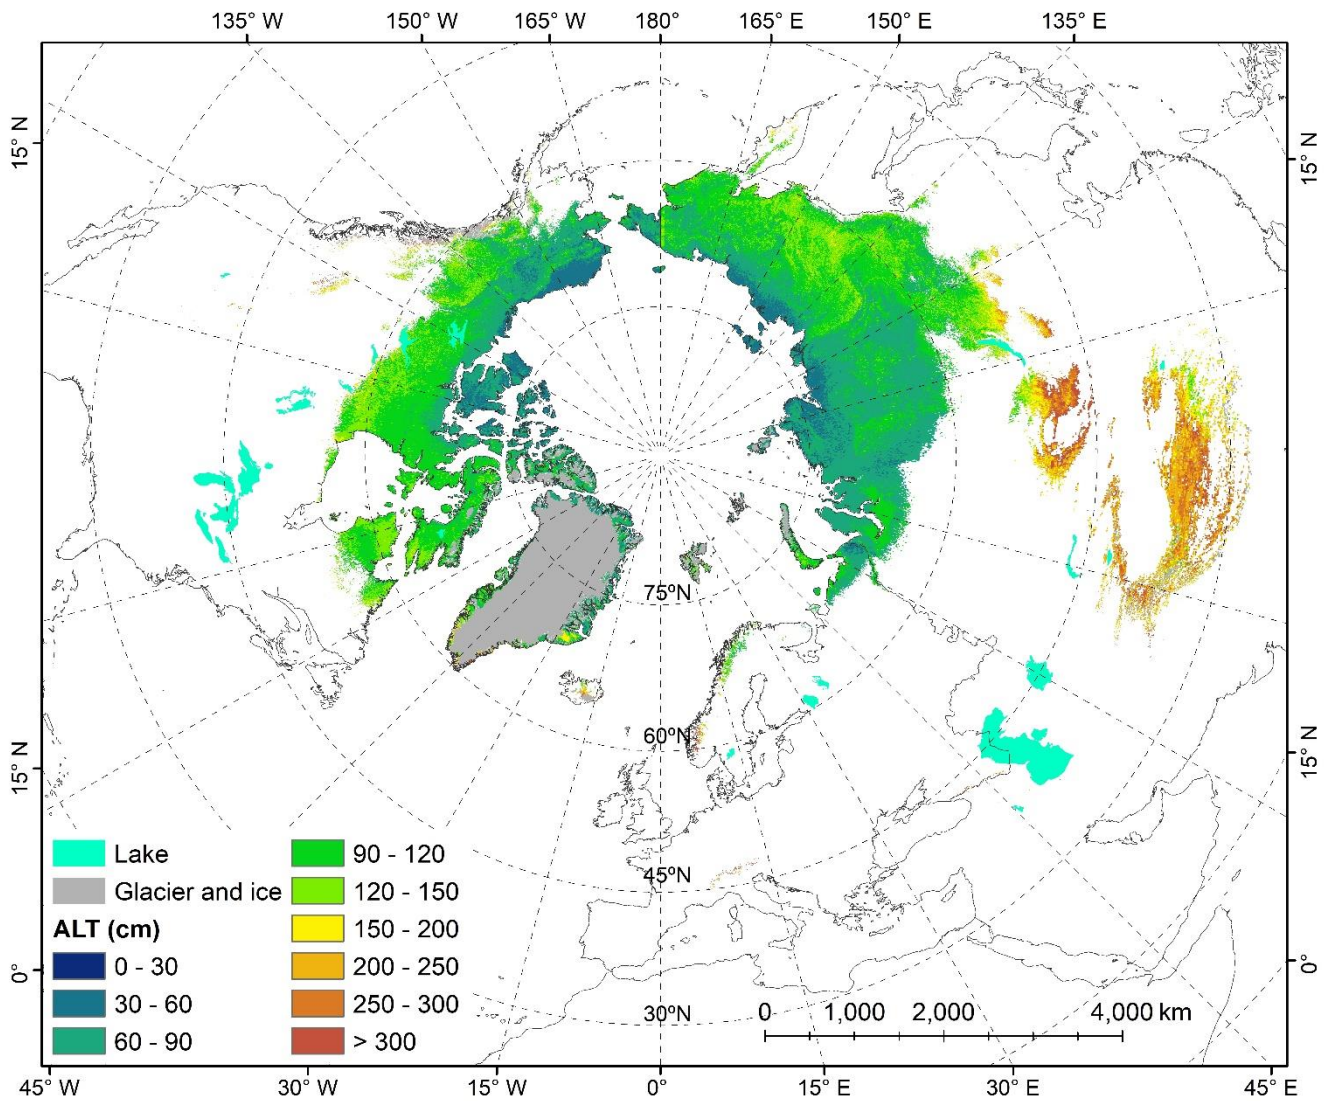 135° W 150° W 165° W 180° 165° E 150° E 135° E
15° N 15° N
75°N
60°N
15° N 15° N
45°N
30°N
0° 0°
Lake
Glacier and ice
ALT (cm)
0 - 30
30 - 60
60 - 90
90 - 120
120 - 150
150 - 200
200 - 250
250 - 300
> 300
0 1,000 2,000 4,000 km
45° W 30° W 15° W 0° 15° E 30° E 45° E